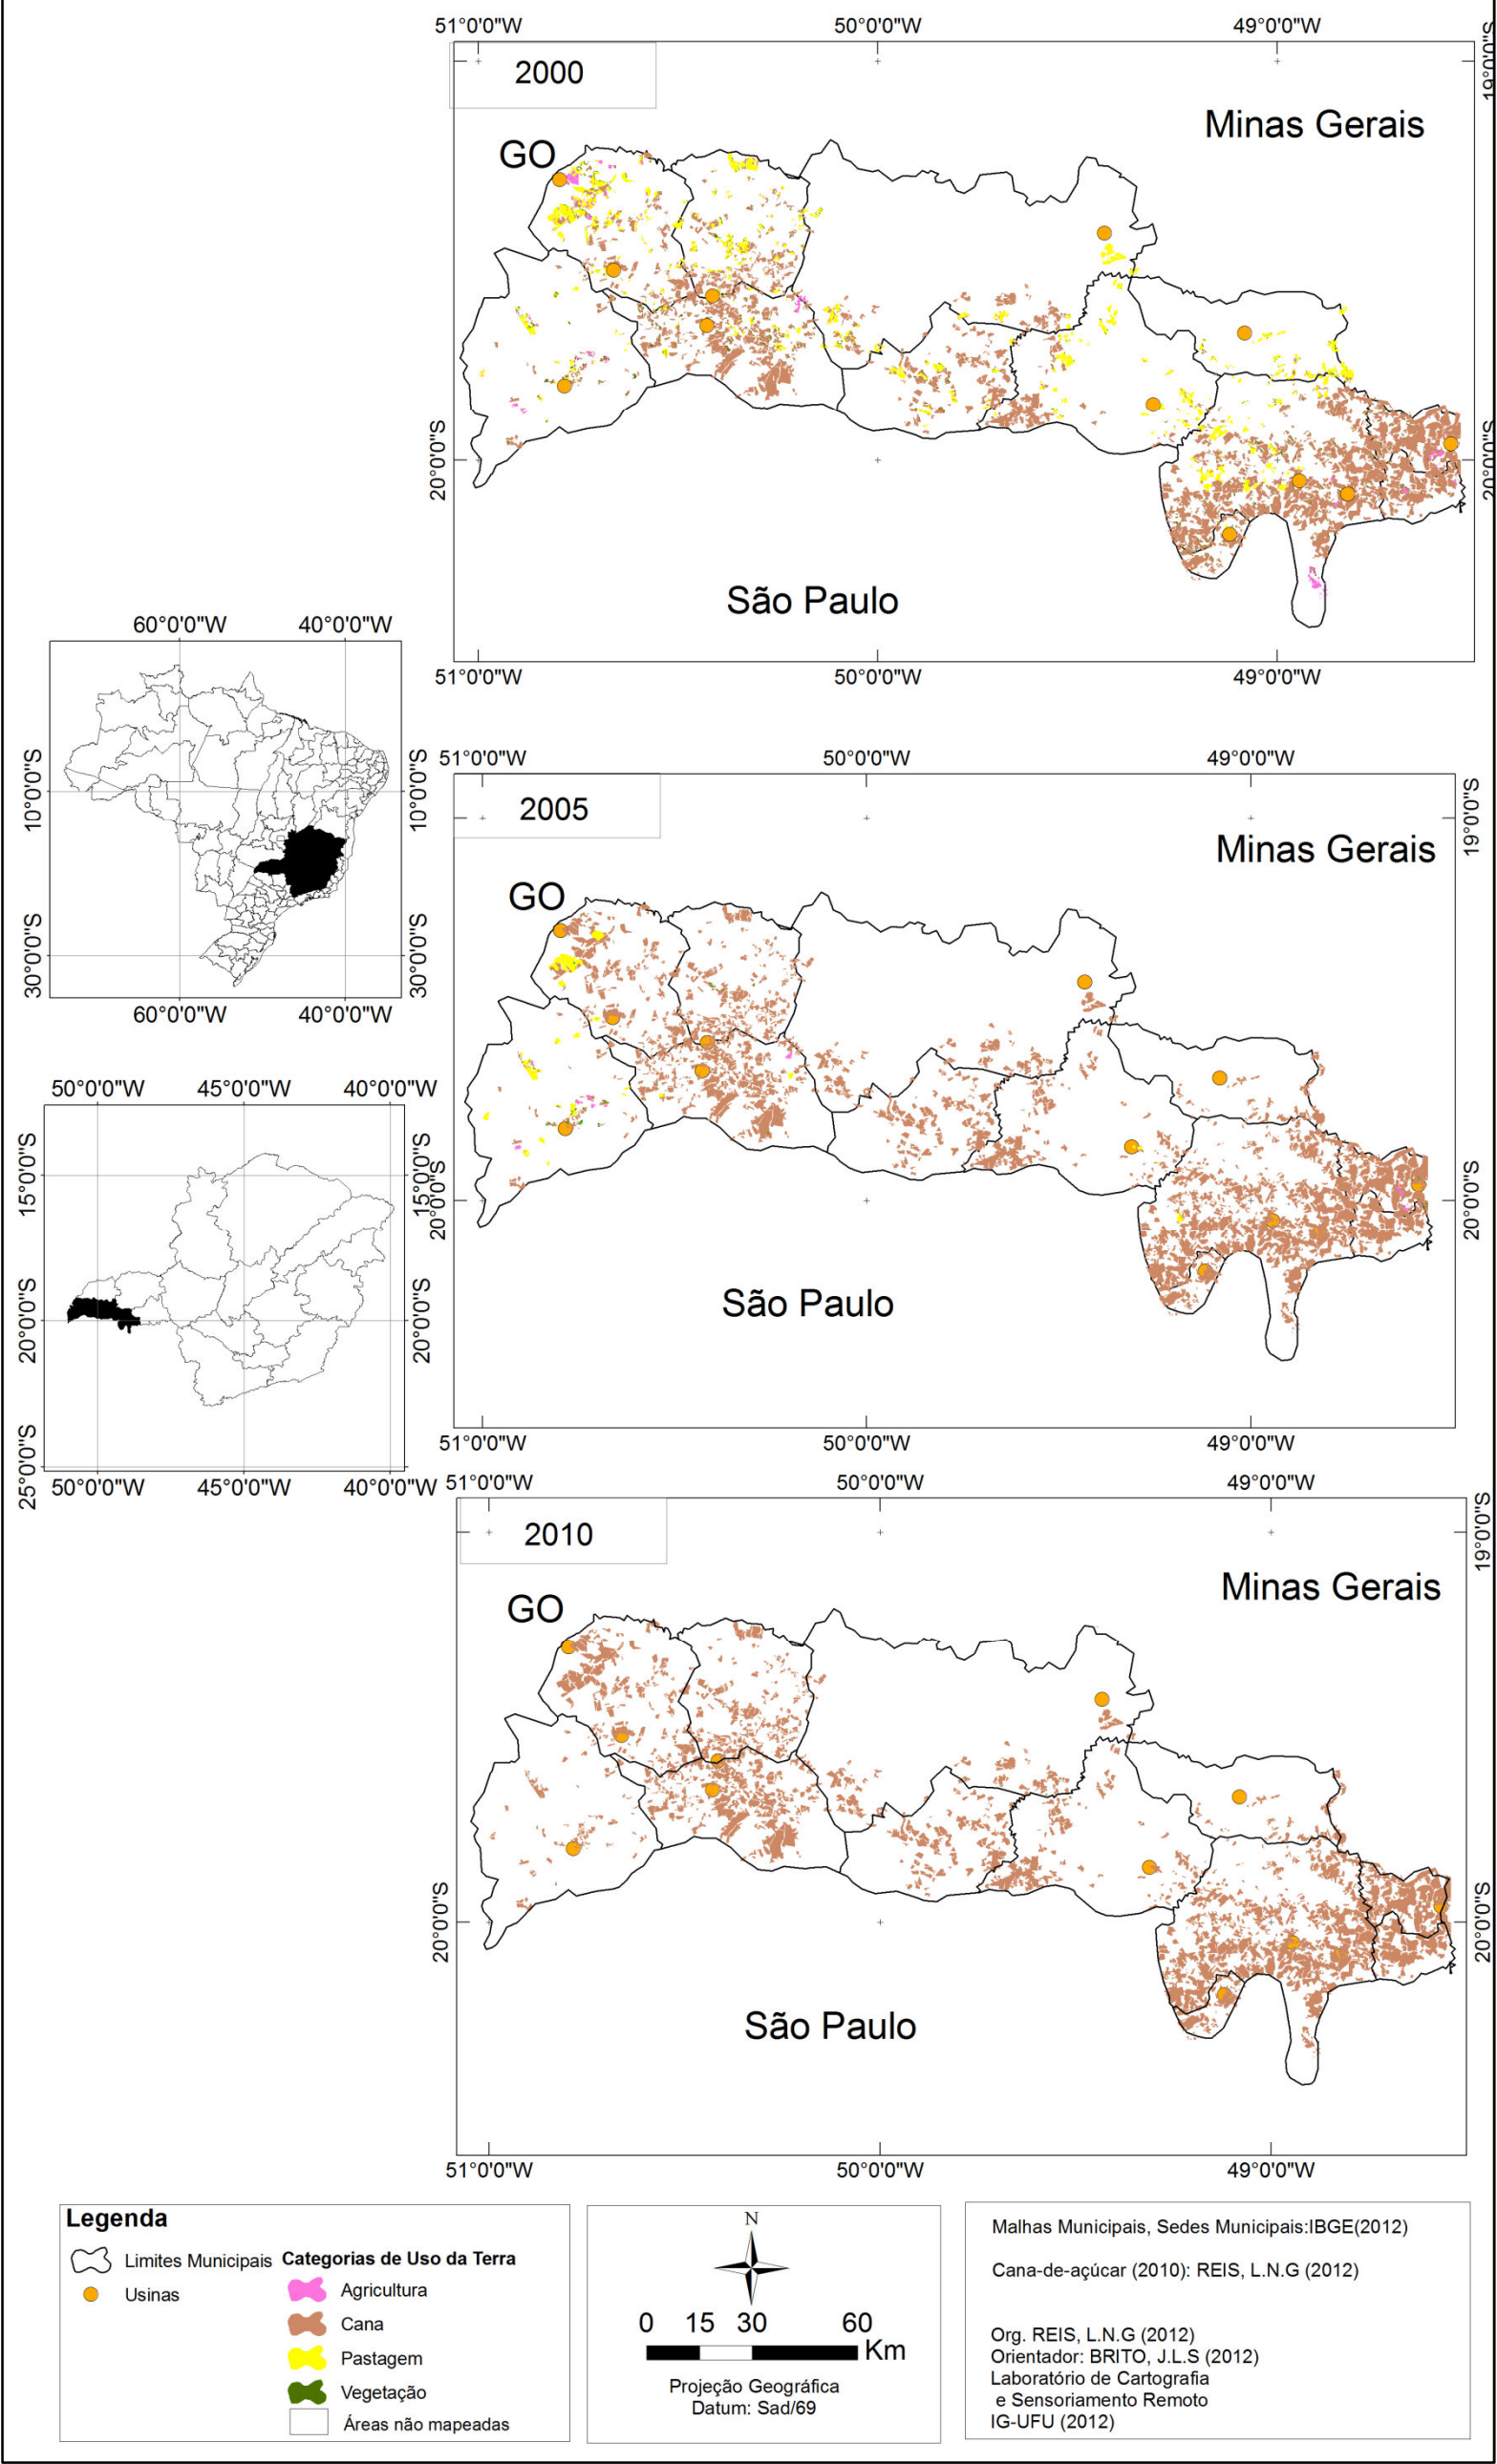 51°0'0"W 50°0'0"W 49°0'0"W
2000
19°0'0"S
Minas Gerais
GO
20°0'0"S 20°0'0"S
São Paulo
51°0'0"W 50°0'0"W 49°0'0"W
60°0'0"W 40°0'0"W
10°0'0"S 10°0'0"S
30°0'0"S 30°0'0"S
60°0'0"W 40°0'0"W
51°0'0"W 50°0'0"W 49°0'0"W
2005
19°0'0"S
Minas Gerais
GO
20°0'0"S 20°0'0"S
São Paulo
51°0'0"W 50°0'0"W 49°0'0"W
50°0'0"W 45°0'0"W 40°0'0"W
15°0'0"S 15°0'0"S
20°0'0"S 20°0'0"S
25°0'0"S
50°0'0"W 45°0'0"W 40°0'0"W
51°0'0"W 50°0'0"W 49°0'0"W
2010
19°0'0"S
Minas Gerais
GO
20°0'0"S 20°0'0"S
São Paulo
51°0'0"W 50°0'0"W 49°0'0"W
Legenda
Limites Municipais
Usinas
Categorias de Uso da Terra
Agricultura
Cana
Pastagem
Vegetação
Áreas não mapeadas
N
0 15 30 60
Km
Projeção Geográfica
Datum: Sad/69
Malhas Municipais, Sedes Municipais:IBGE(2012)
Cana-de-açúcar (2010): REIS, L.N.G (2012)
Org. REIS, L.N.G (2012)
Orientador: BRITO, J.L.S (2012)
Laboratório de Cartografia
e Sensoriamento Remoto
IG-UFU (2012)